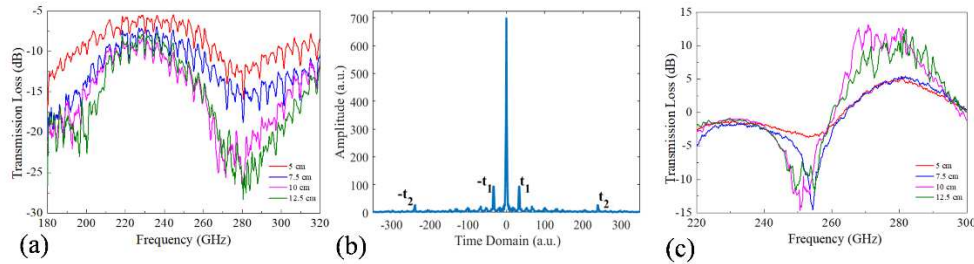 -5
-10
-15
-20
-25
-30
180 200 220 240 260 280 300 320
Transmission Loss (dB)
Frequency (GHz)
5 cm
7.5 cm
10 cm
12.5 cm
(a)
700
600
500
400
300
200
100
0
-300 -200 -100 0 100 200 300
Amplitude (a.u.)
Time Domain (a.u.)
-t2
-t1
t1
t2
(b)
15
10
5
0
-5
-10
-15
220 240 260 280 300
Transmission Loss (dB)
Frequency (GHz)
5 cm
7.5 cm
10 cm
12.5 cm
(c)